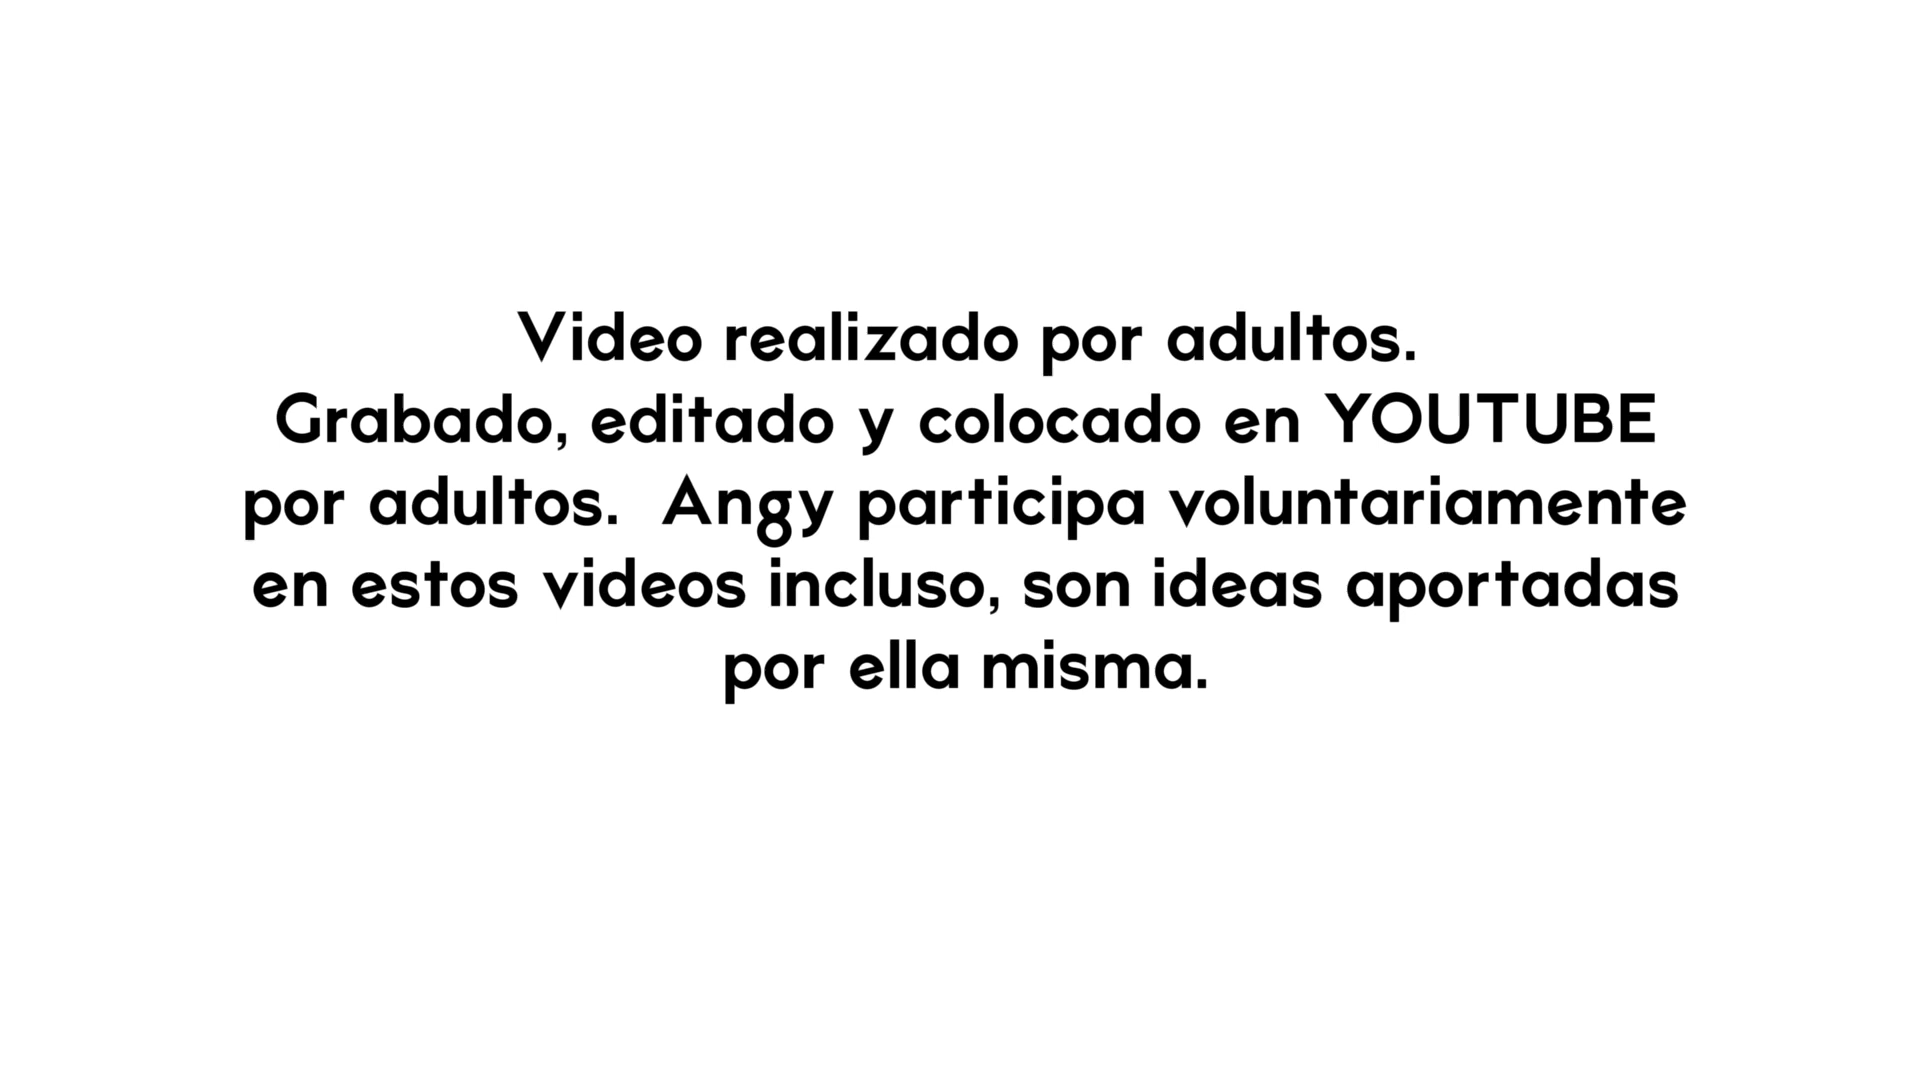 Video realizado por adultos.
Grabado, editado y colocado en YOUTUBE
por adultos.  Angy participa voluntariamente
en estos videos incluso, son ideas aportadas
por ella misma.